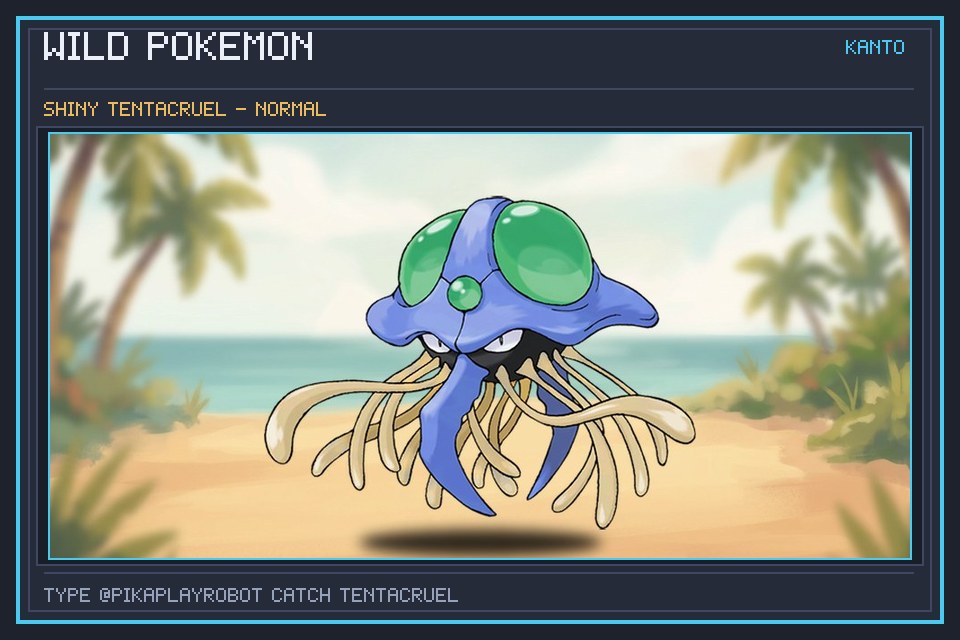 WILD POKEMON
KANTO
SHINY TENTACRUEL - NORMAL
TYPE @PIKAPLAYROBOT CATCH TENTACRUEL